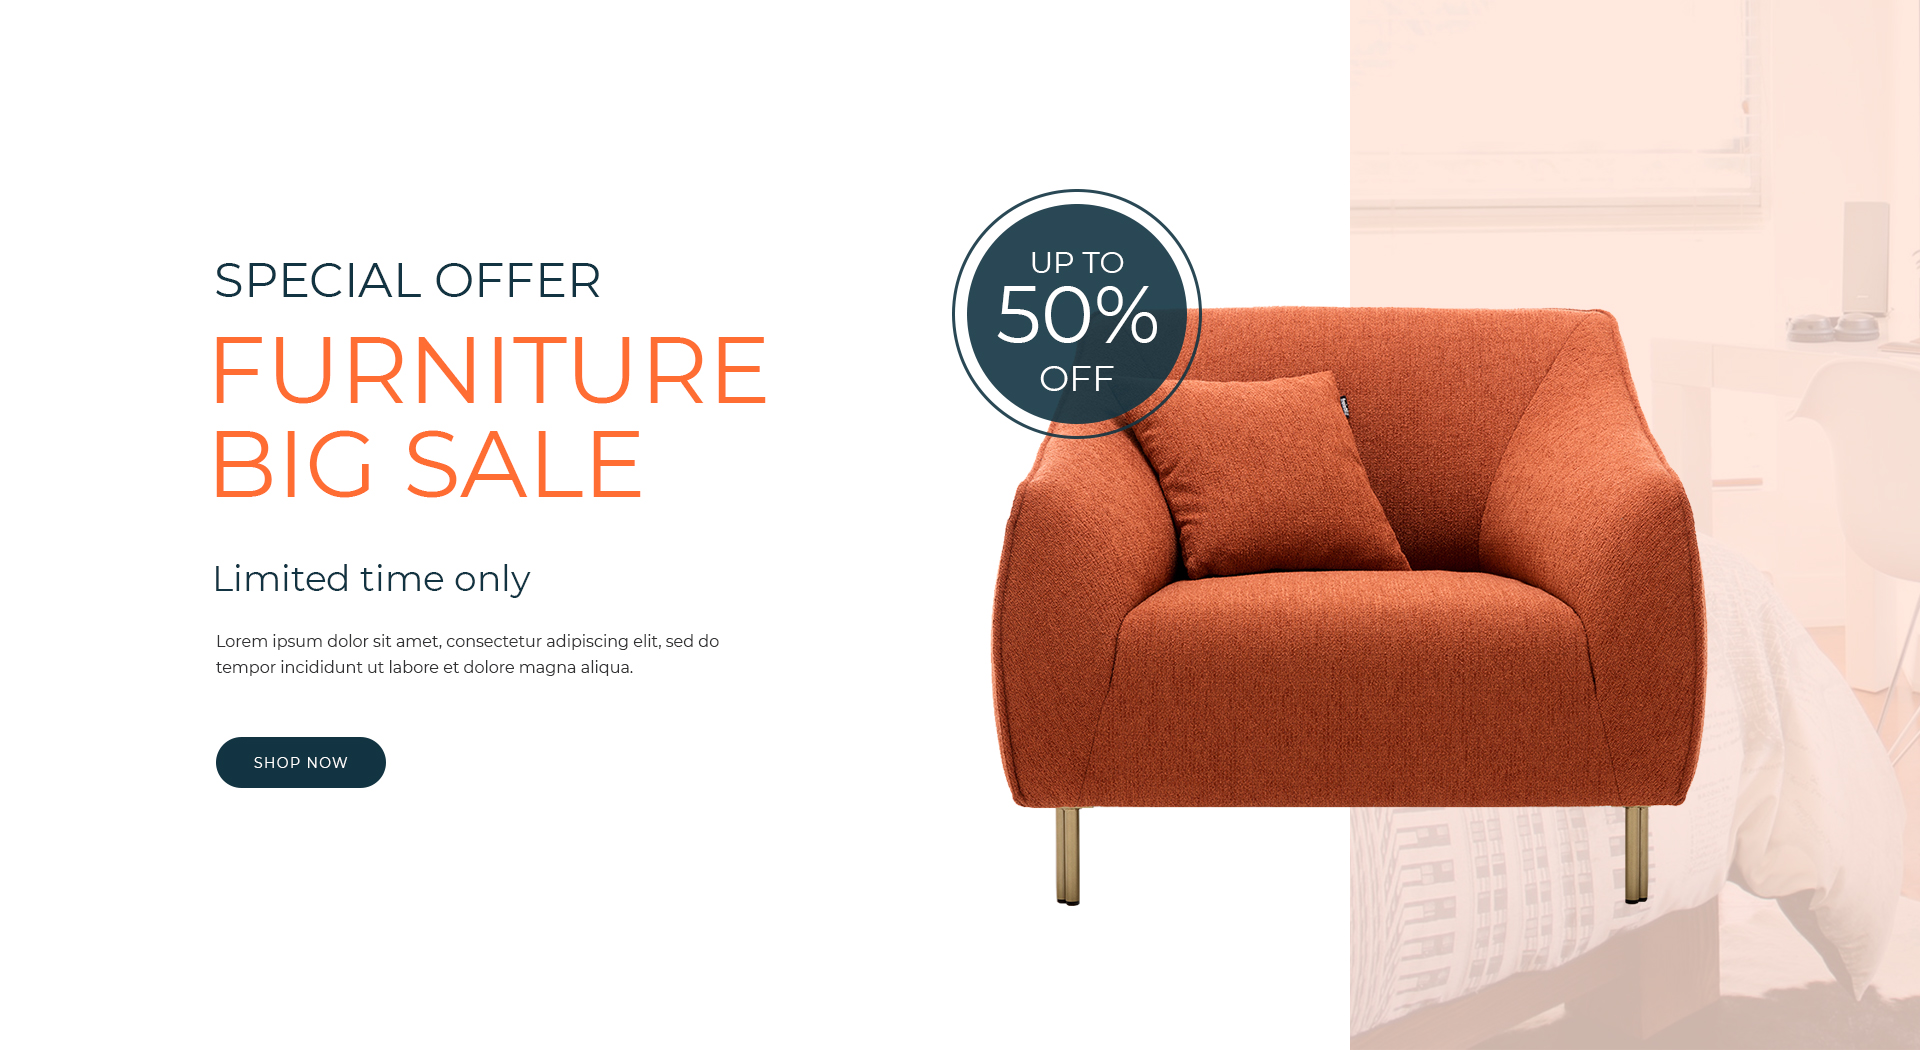 SPECIAL OFFER
FURNITURE
BIG SALE
Limited time only
Lorem ipsum dolor sit amet, consectetur adipiscing elit, sed do
tempor incididunt ut labore et dolore magna aliqua.
SHOP NOW
UP TO
50%
OFF